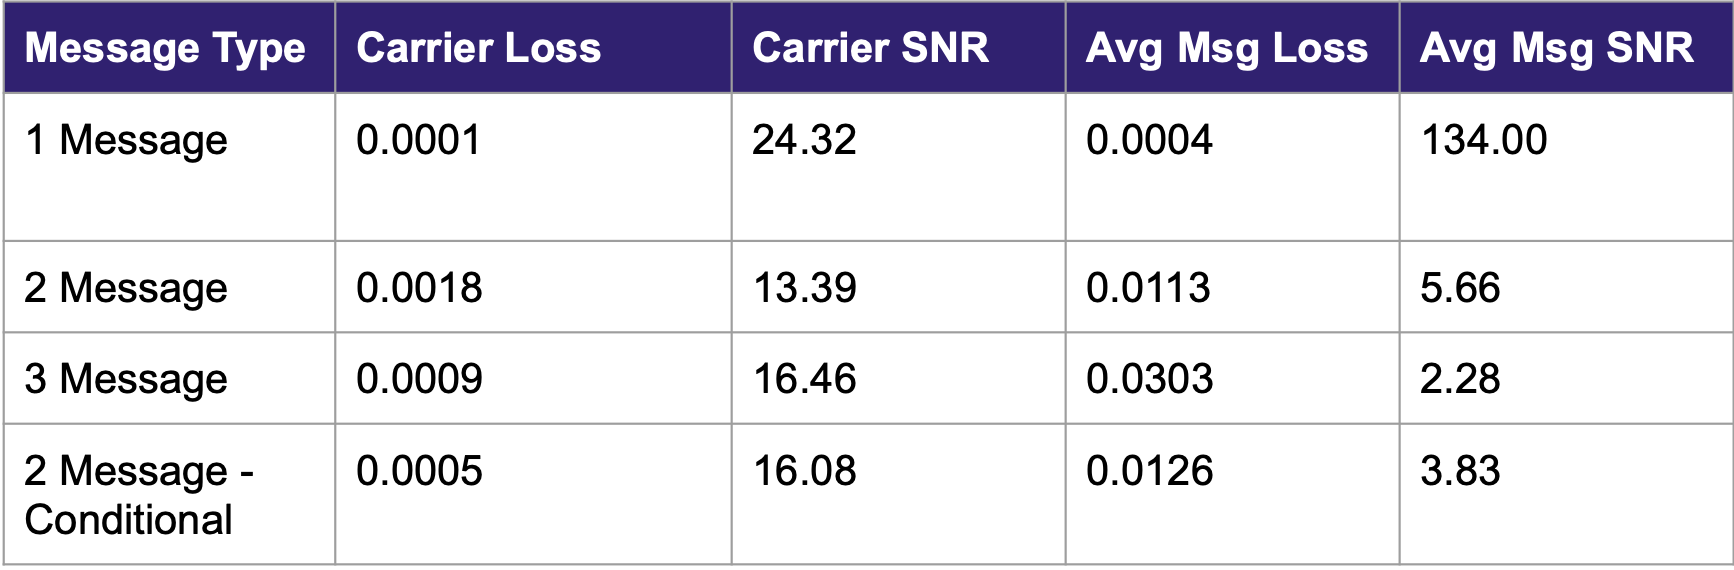 Message Type Carrier Loss Carrier SNR Avg Msg Loss Avg Msg SNR
1 Message 0.0001 24.32 0.0004 134.00
2 Message 0.0018 13.39 0.0113 5.66
3 Message 0.0009 16.46 0.0303 2.28
2 Message - 0.0005 16.08 0.0126 3.83
Conditional